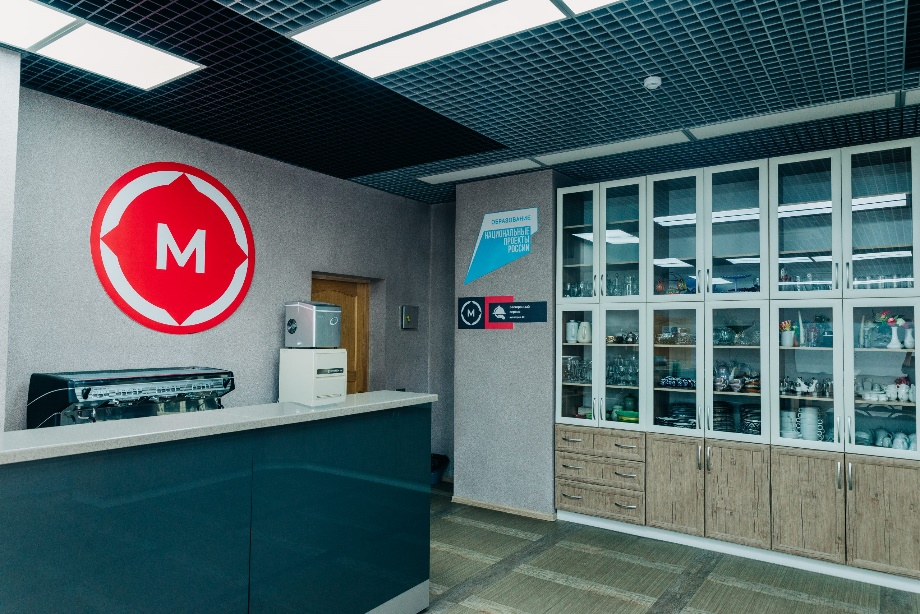 M
ОБРАЗОВАНИЕ
НАЦИОНАЛЬНЫЕ
ПРОЕКТЫ
РОССИИ
M